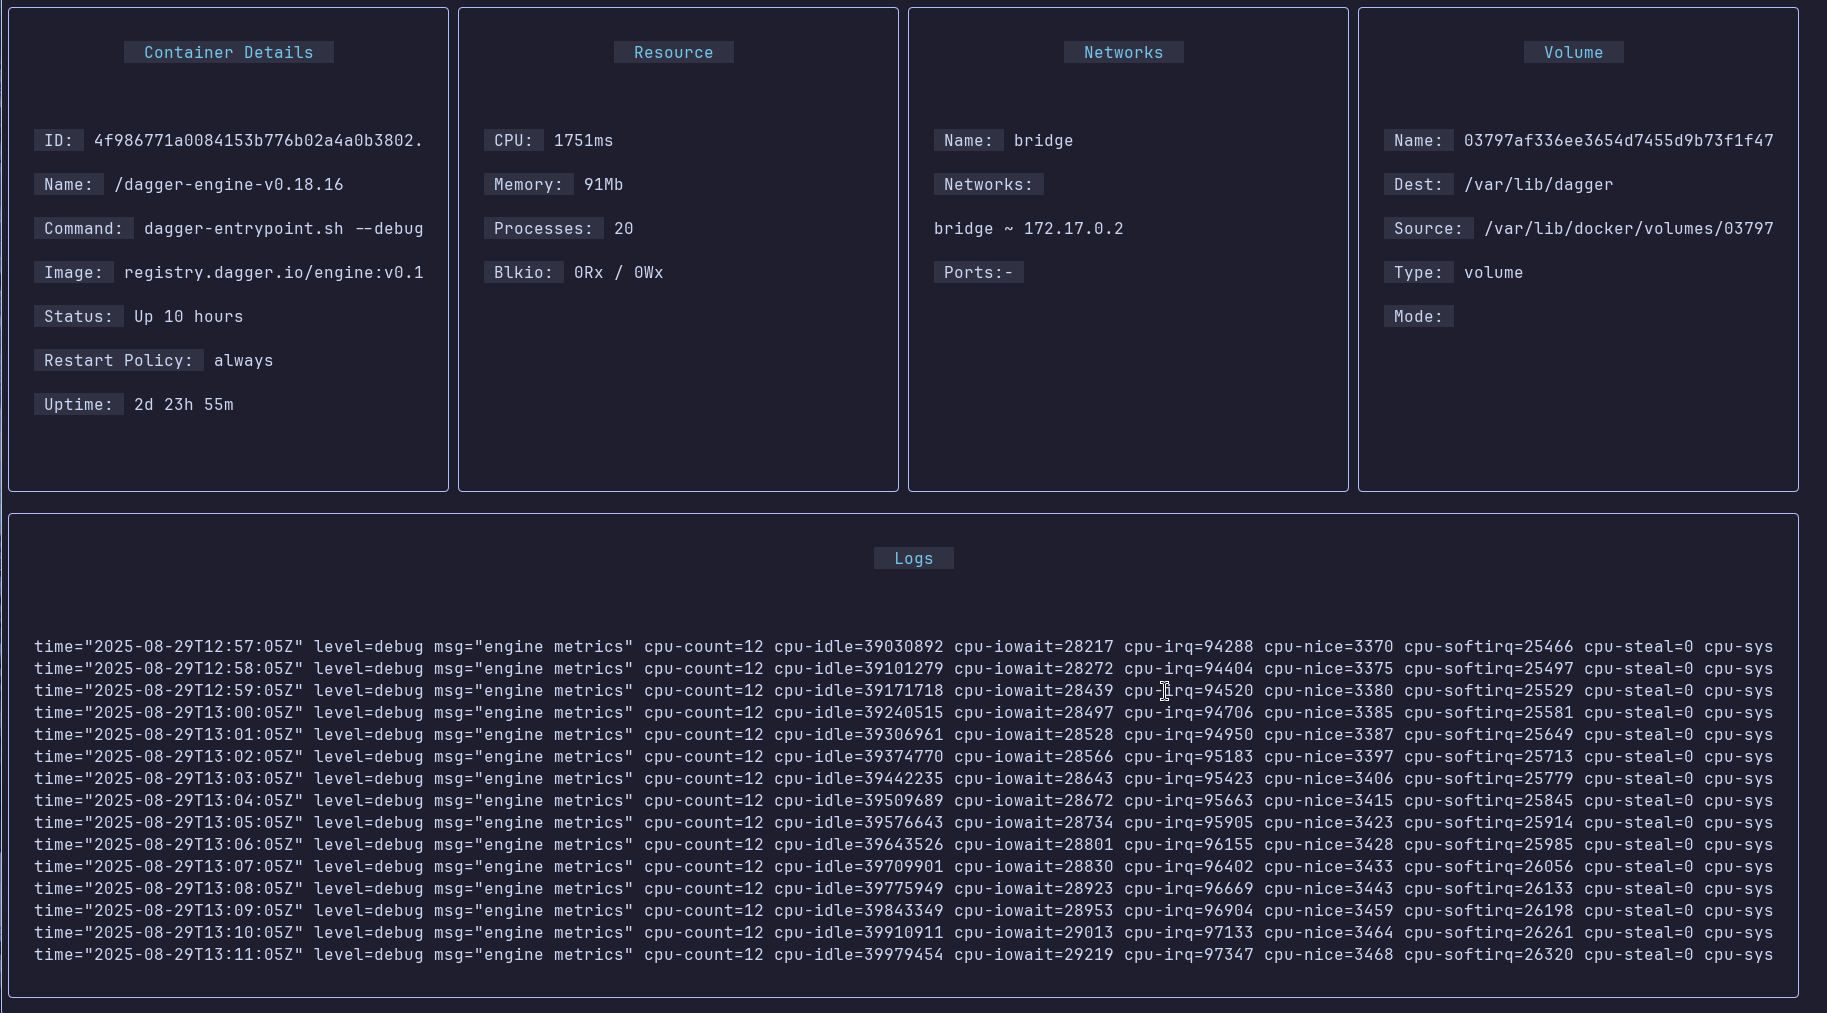 Container Details
ID: 4f986771a0084153b776b02a4a0b3802.
Name: /dagger-engine-v0.18.16
Command: dagger-entrypoint.sh --debug
Image: registry.dagger.io/engine:v0.1
Status: Up 10 hours
Restart Policy: always
Uptime: 2d 23h 55m
Resource
CPU: 1751ms
Memory: 91Mb
Processes: 20
Blkio: 0Rx / 0Wx
Networks
Name: bridge
Networks:
bridge ~ 172.17.0.2
Ports:-
Volume
Name: 03797af336ee3654d7455d9b73f1f47
Dest: /var/lib/dagger
Source: /var/lib/docker/volumes/03797
Type: volume
Mode:
Logs
time="2025-08-29T12:57:05Z" level=debug msg="engine metrics" cpu-count=12 cpu-idle=39030892 cpu-iowait=28217 cpu-irq=94288 cpu-nice=3370 cpu-softirq=25466 cpu-steal=0 cpu-sys
time="2025-08-29T12:58:05Z" level=debug msg="engine metrics" cpu-count=12 cpu-idle=39101279 cpu-iowait=28272 cpu-irq=94404 cpu-nice=3375 cpu-softirq=25497 cpu-steal=0 cpu-sys
time="2025-08-29T12:59:05Z" level=debug msg="engine metrics" cpu-count=12 cpu-idle=39171718 cpu-iowait=28439 cpu-irq=94520 cpu-nice=3380 cpu-softirq=25529 cpu-steal=0 cpu-sys
time="2025-08-29T13:00:05Z" level=debug msg="engine metrics" cpu-count=12 cpu-idle=39240515 cpu-iowait=28497 cpu-irq=94706 cpu-nice=3385 cpu-softirq=25581 cpu-steal=0 cpu-sys
time="2025-08-29T13:01:05Z" level=debug msg="engine metrics" cpu-count=12 cpu-idle=39306961 cpu-iowait=28528 cpu-irq=94950 cpu-nice=3387 cpu-softirq=25649 cpu-steal=0 cpu-sys
time="2025-08-29T13:02:05Z" level=debug msg="engine metrics" cpu-count=12 cpu-idle=39374770 cpu-iowait=28566 cpu-irq=95183 cpu-nice=3397 cpu-softirq=25713 cpu-steal=0 cpu-sys
time="2025-08-29T13:03:05Z" level=debug msg="engine metrics" cpu-count=12 cpu-idle=39442235 cpu-iowait=28643 cpu-irq=95423 cpu-nice=3406 cpu-softirq=25779 cpu-steal=0 cpu-sys
time="2025-08-29T13:04:05Z" level=debug msg="engine metrics" cpu-count=12 cpu-idle=39509689 cpu-iowait=28672 cpu-irq=95663 cpu-nice=3415 cpu-softirq=25845 cpu-steal=0 cpu-sys
time="2025-08-29T13:05:05Z" level=debug msg="engine metrics" cpu-count=12 cpu-idle=39576643 cpu-iowait=28734 cpu-irq=95905 cpu-nice=3423 cpu-softirq=25914 cpu-steal=0 cpu-sys
time="2025-08-29T13:06:05Z" level=debug msg="engine metrics" cpu-count=12 cpu-idle=39643526 cpu-iowait=28801 cpu-irq=96155 cpu-nice=3428 cpu-softirq=25985 cpu-steal=0 cpu-sys
time="2025-08-29T13:07:05Z" level=debug msg="engine metrics" cpu-count=12 cpu-idle=39709901 cpu-iowait=28830 cpu-irq=96402 cpu-nice=3433 cpu-softirq=26056 cpu-steal=0 cpu-sys
time="2025-08-29T13:08:05Z" level=debug msg="engine metrics" cpu-count=12 cpu-idle=39775949 cpu-iowait=28923 cpu-irq=96669 cpu-nice=3443 cpu-softirq=26133 cpu-steal=0 cpu-sys
time="2025-08-29T13:09:05Z" level=debug msg="engine metrics" cpu-count=12 cpu-idle=39843349 cpu-iowait=28953 cpu-irq=96904 cpu-nice=3459 cpu-softirq=26198 cpu-steal=0 cpu-sys
time="2025-08-29T13:10:05Z" level=debug msg="engine metrics" cpu-count=12 cpu-idle=39910911 cpu-iowait=29013 cpu-irq=97133 cpu-nice=3464 cpu-softirq=26261 cpu-steal=0 cpu-sys
time="2025-08-29T13:11:05Z" level=debug msg="engine metrics" cpu-count=12 cpu-idle=39979454 cpu-iowait=29219 cpu-irq=97347 cpu-nice=3468 cpu-softirq=26320 cpu-steal=0 cpu-sys